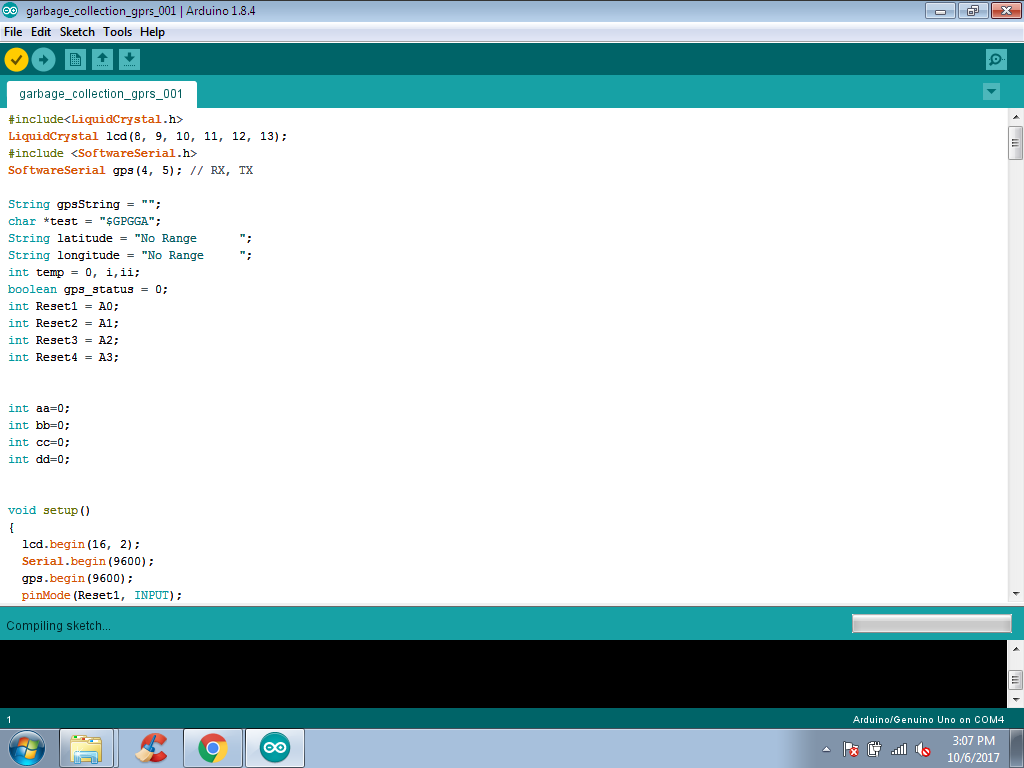 garbage_collection_gprs_001 | Arduino 1.8.4
File Edit Sketch Tools Help
garbage_collection_gprs_001
#include<LiquidCrystal.h>
LiquidCrystal lcd(8, 9, 10, 11, 12, 13);
#include <SoftwareSerial.h>
SoftwareSerial gps(4, 5); // RX, TX
String gpsString = "";
char *test = "$GPGGA";
String latitude = "No Range      ";
String longitude = "No Range     ";
int temp = 0, i,ii;
boolean gps_status = 0;
int Reset1 = A0;
int Reset2 = A1;
int Reset3 = A2;
int Reset4 = A3;
int aa=0;
int bb=0;
int cc=0;
int dd=0;
void setup()
{
  lcd.begin(16, 2);
  Serial.begin(9600);
  gps.begin(9600);
  pinMode(Reset1, INPUT);
Compiling sketch...
1
Arduino/Genuino Uno on COM4
3:07 PM
10/6/2017